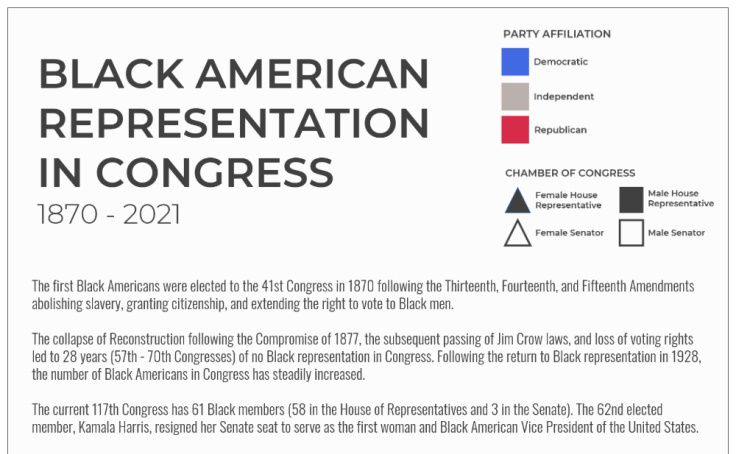 BLACK AMERICAN
REPRESENTATION
IN CONGRESS
1870 - 2021
PARTY AFFILIATION
Democratic
Independent
Republican
CHAMBER OF CONGRESS
Female House
Representative
Male House
Representative
Female Senator
Male Senator
The first Black Americans were elected to the 41st Congress in 1870 following the Thirteenth, Fourteenth, and Fifteenth Amendments
abolishing slavery, granting citizenship, and extending the right to vote to Black men.
The collapse of Reconstruction following the Compromise of 1877, the subsequent passing of Jim Crow laws, and loss of voting rights
led to 28 years (57th - 70th Congresses) of no Black representation in Congress. Following the return to Black representation in 1928,
the number of Black Americans in Congress has steadily increased.
The current 117th Congress has 61 Black members (58 in the House of Representatives and 3 in the Senate). The 62nd elected
member, Kamala Harris, resigned her Senate seat to serve as the first woman and Black American Vice President of the United States.